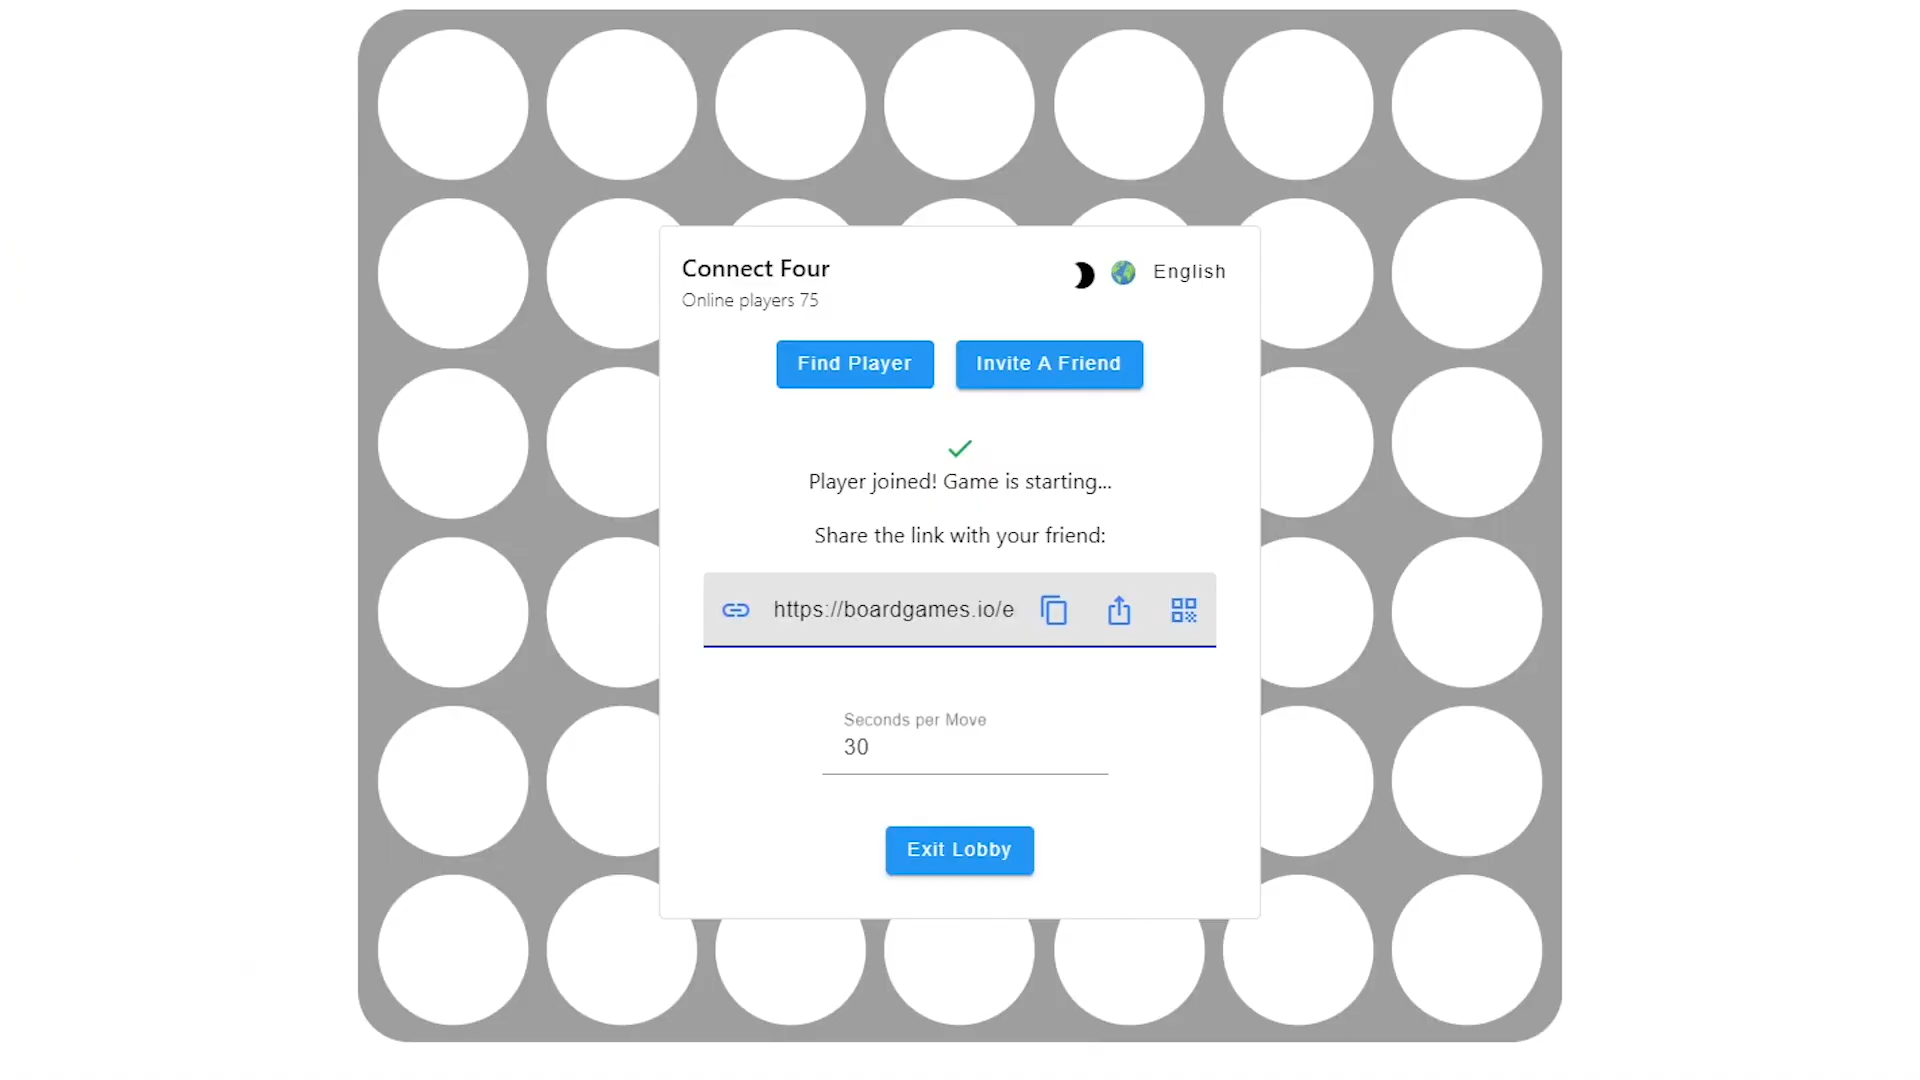 Connect Four
English
Online players 75
Find Player
Invite A Friend
Player joined! Game is starting...
Share the link with your friend:
https://boardgames.io/e
Seconds per Move
30
Exit Lobby